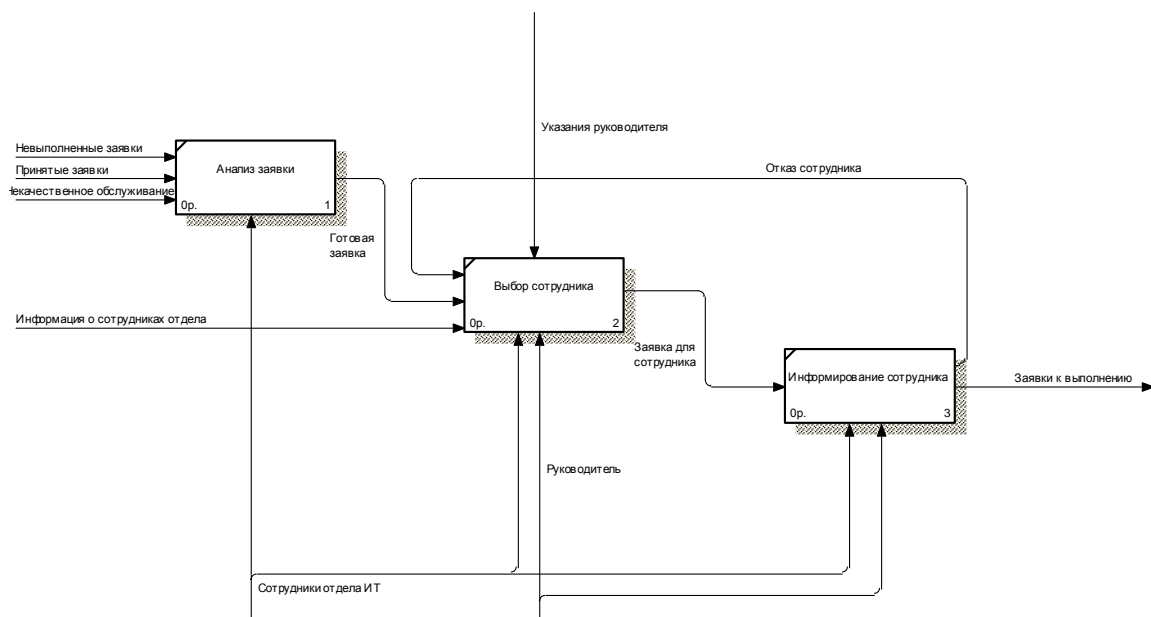 Указания руководителя
Невыполненные заявки
Принятые заявки
Некачественное обслуживание
Анализ заявки
0р. 1
Отказ сотрудника
Готовая
заявка
Выбор сотрудника
0р. 2
Информация о сотрудниках отдела
Заявка для
сотрудника
Информирование сотрудника
0р. 3
Заявки к выполнению
Руководитель
Сотрудники отдела ИТ